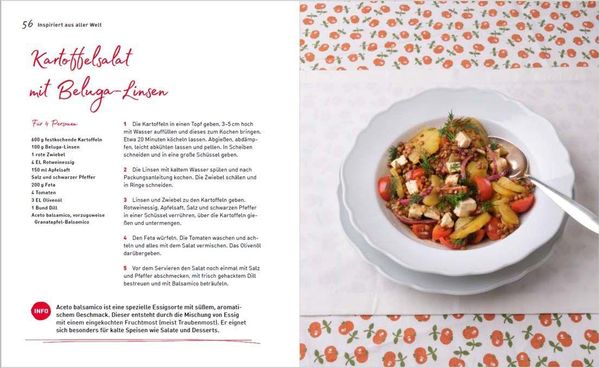 56 Inspiriert aus aller Welt
Kartoffelsalat
mit Beluga-Linsen
Für 4 Personen
600 g festkochende Kartoffeln
100 g Beluga-Linsen
1 rote Zwiebel
4 EL Rotweinessig
150 ml Apfelsaft
Salz und schwarzer Pfeffer
200 g Feta
4 Tomaten
3 EL Olivenöl
1 Bund Dill
Aceto balsamico, vorzugsweise
Granatapfel-Balsamico
1 Die Kartoffeln in einen Topf geben, 3-5 cm hoch
mit Wasser auffüllen und dieses zum Kochen bringen.
Etwa 20 Minuten köcheln lassen. Abgießen, abdämp-
fen, leicht abkühlen lassen und pellen. In Scheiben
schneiden und in eine große Schüssel geben.
2 Die Linsen mit kaltem Wasser spülen und nach
Packungsanleitung kochen. Die Zwiebel schälen und
in Ringe schneiden.
3 Linsen und Zwiebel zu den Kartoffeln geben.
Rotweinessig, Apfelsaft, Salz und schwarzen Pfeffer
in einer Schüssel verrühren, über die Kartoffeln gie-
ßen und untermengen.
4 Den Feta würfeln. Die Tomaten waschen und ach-
teln und alles mit dem Salat vermischen. Das Olivenöl
darübergeben.
5 Vor dem Servieren den Salat noch einmal mit Salz
und Pfeffer abschmecken, mit frisch gehacktem Dill
bestreuen und mit Balsamico beträufeln.
INFO
Aceto balsamico ist eine spezielle Essigsorte mit süßem, aromati-
schem Geschmack. Dieser entsteht durch die Mischung von Essig
mit einem eingekochten Fruchtmost (meist Traubenmost). Er eignet
sich besonders für kalte Speisen wie Salate und Desserts.